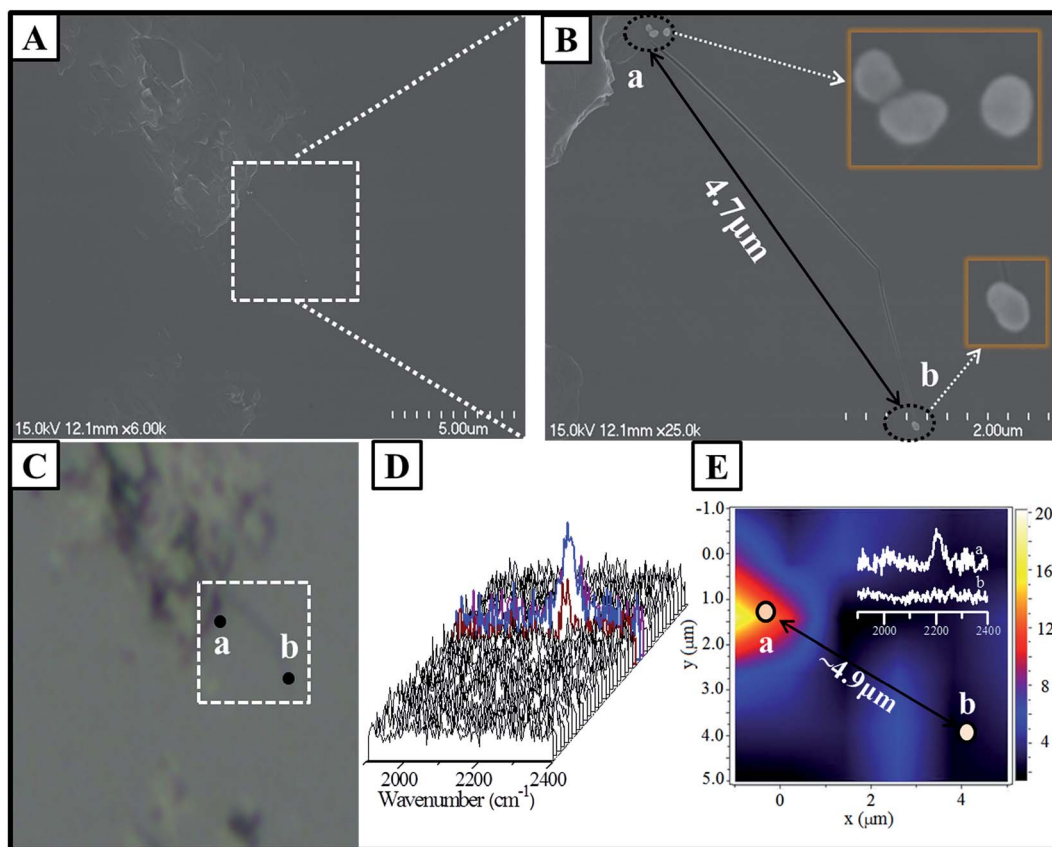 A
15.0kV 12.1mm x6.00k
5.00um
B
a
4.7μm
b
15.0kV 12.1mm x25.0k
2.00um
C
a
b
D
2000
2200
2400
Wavenumber (cm-1)
E
-1.0
0.0
1.0
2.0
3.0
4.0
5.0
y (μm)
a
b
2000 2200 2400
a
~4.9μm
b
0 2 4
x (μm)
20
16
12
8
4